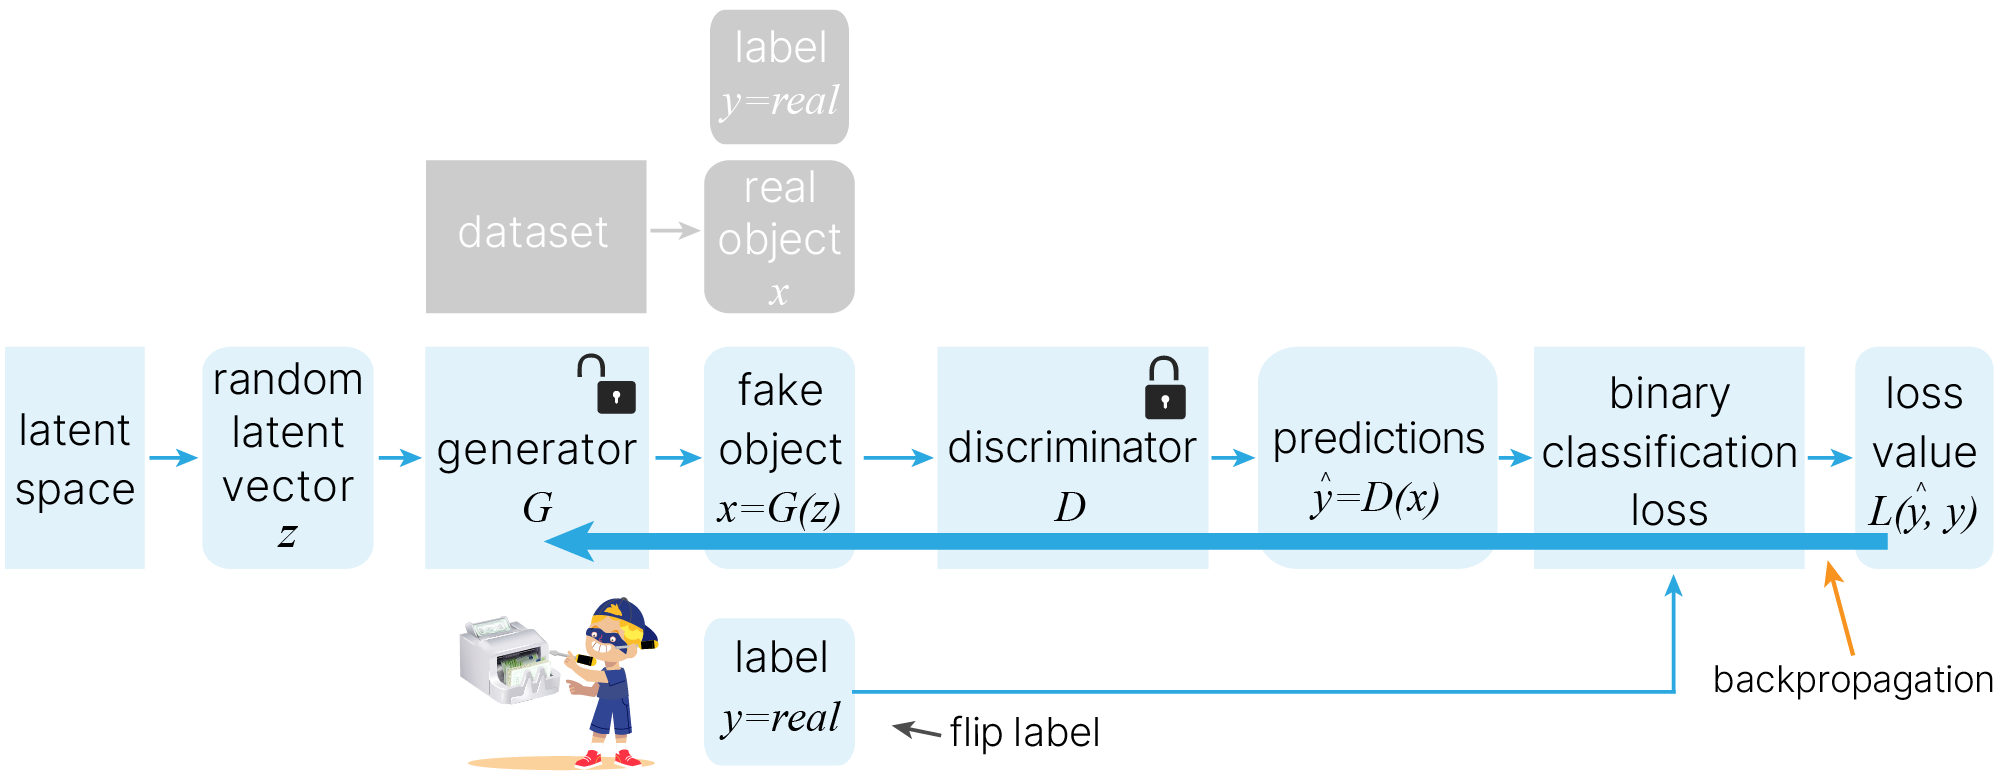 label
y=real
dataset
real
object
x
latent
space
random
latent
vector
z
generator
G
fake
object
x=G(z)
discriminator
D
predictions
ŷ=D(x)
binary
classification
loss
loss
value
L(ŷ, y)
label
y=real
flip label
backpropagation